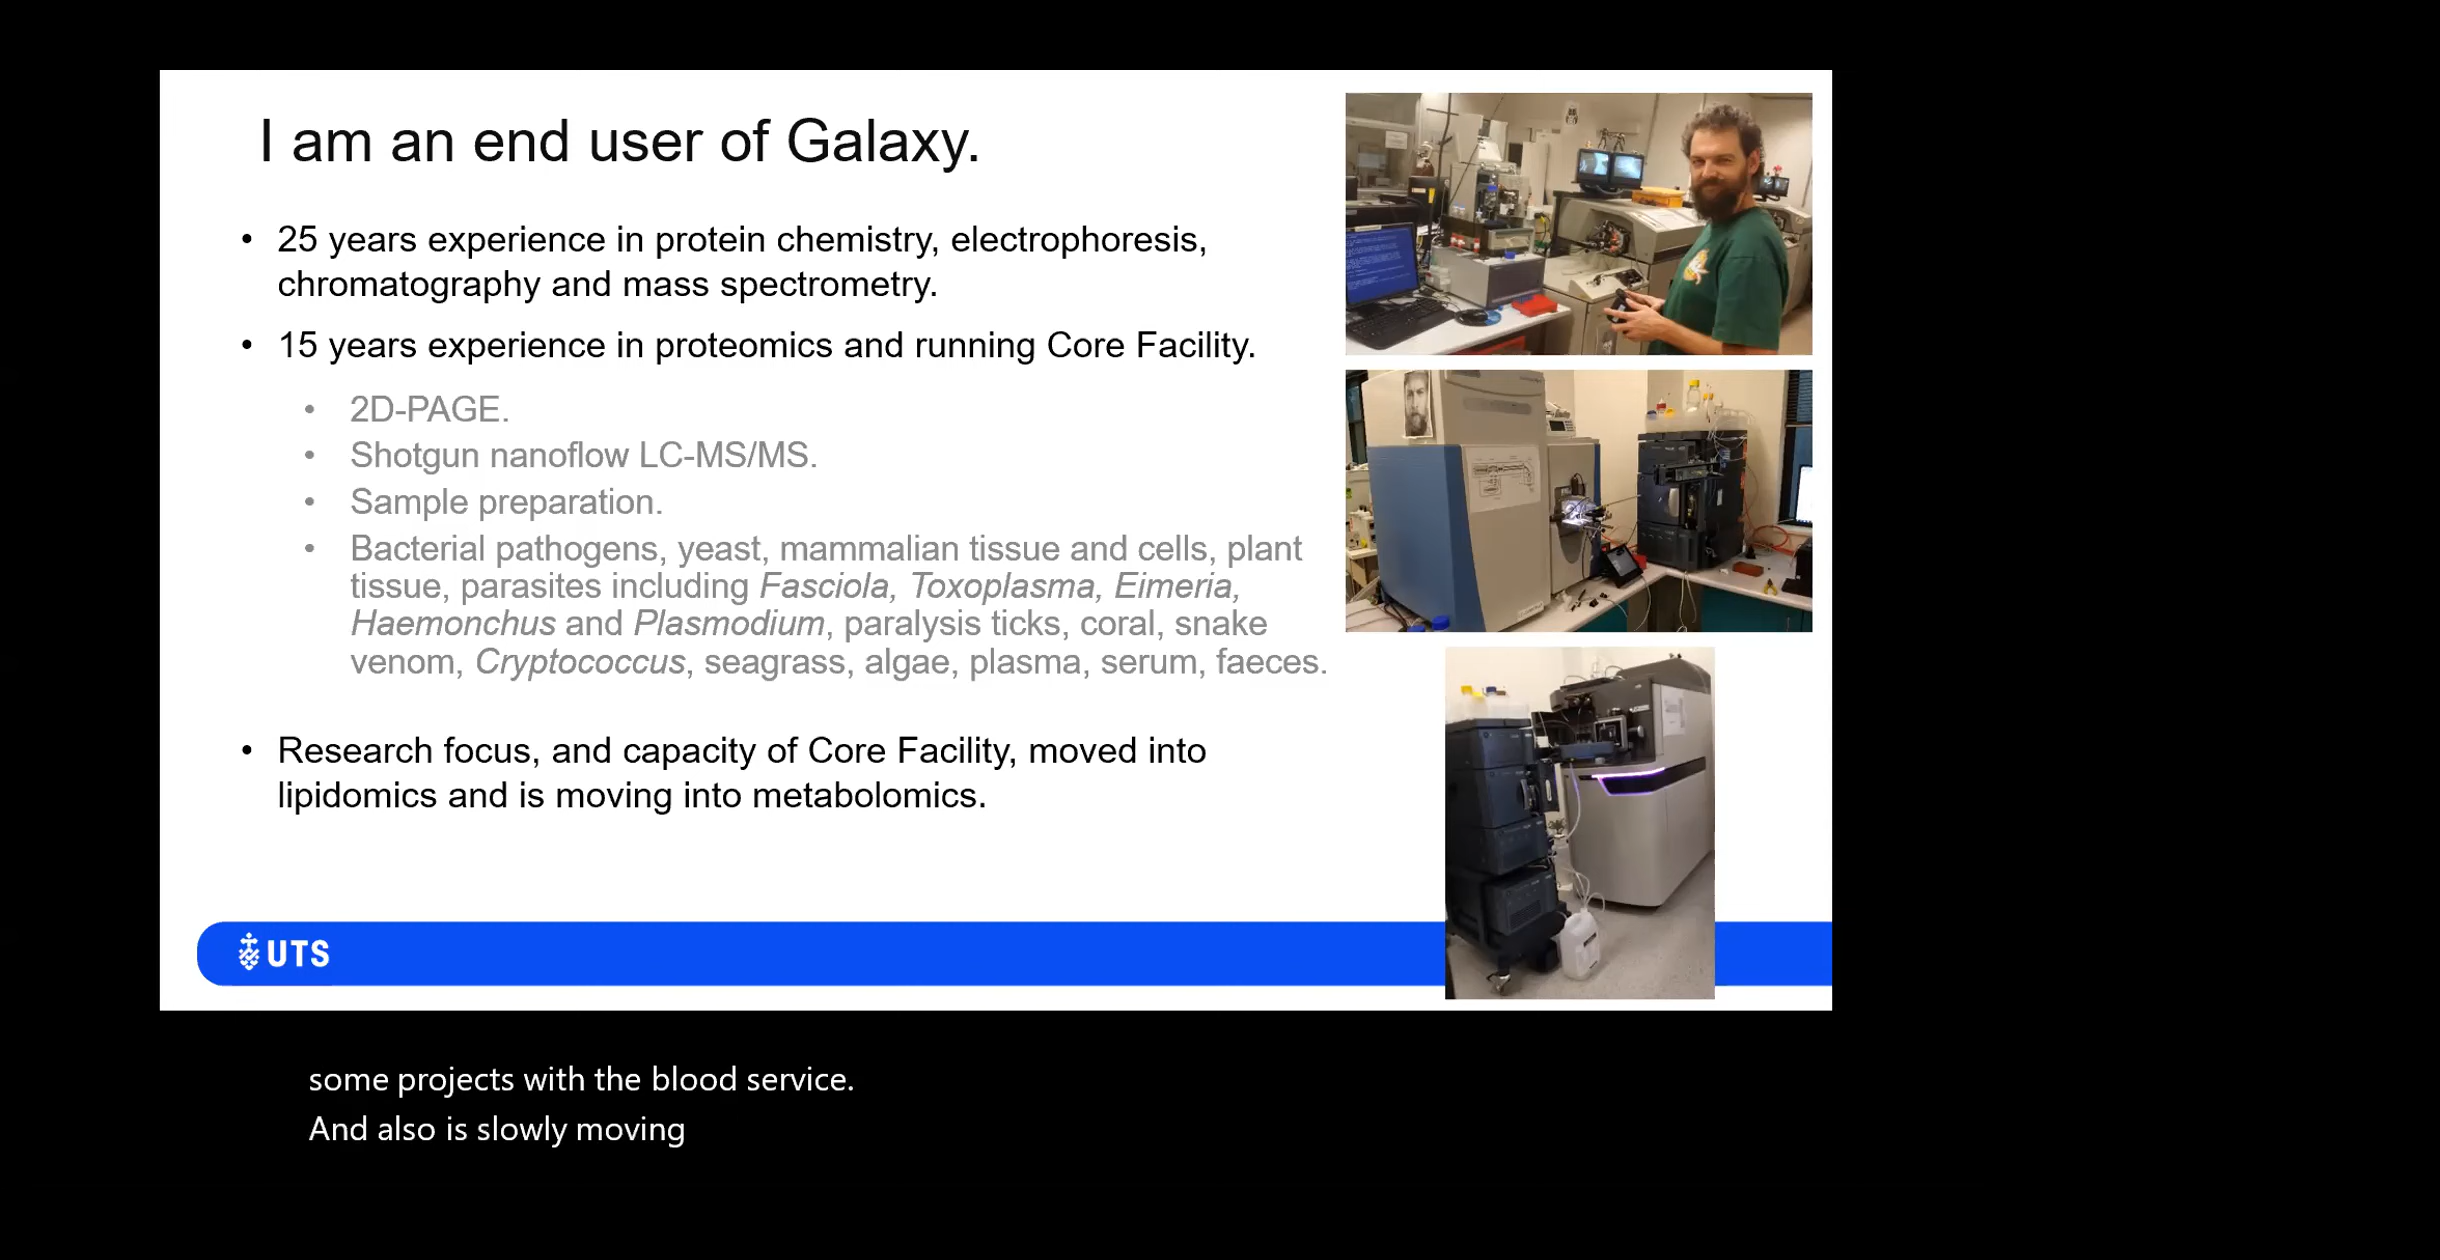 I am an end user of Galaxy.
• 25 years experience in protein chemistry, electrophoresis,
chromatography and mass spectrometry.
• 15 years experience in proteomics and running Core Facility.
• 2D-PAGE.
• Shotgun nanoflow LC-MS/MS.
• Sample preparation.
• Bacterial pathogens, yeast, mammalian tissue and cells, plant
tissue, parasites including Fasciola, Toxoplasma, Eimeria,
Haemonchus and Plasmodium, paralysis ticks, coral, snake
venom, Cryptococcus, seagrass, algae, plasma, serum, faeces.
• Research focus, and capacity of Core Facility, moved into
lipidomics and is moving into metabolomics.
UTS
some projects with the blood service.
And also is slowly moving